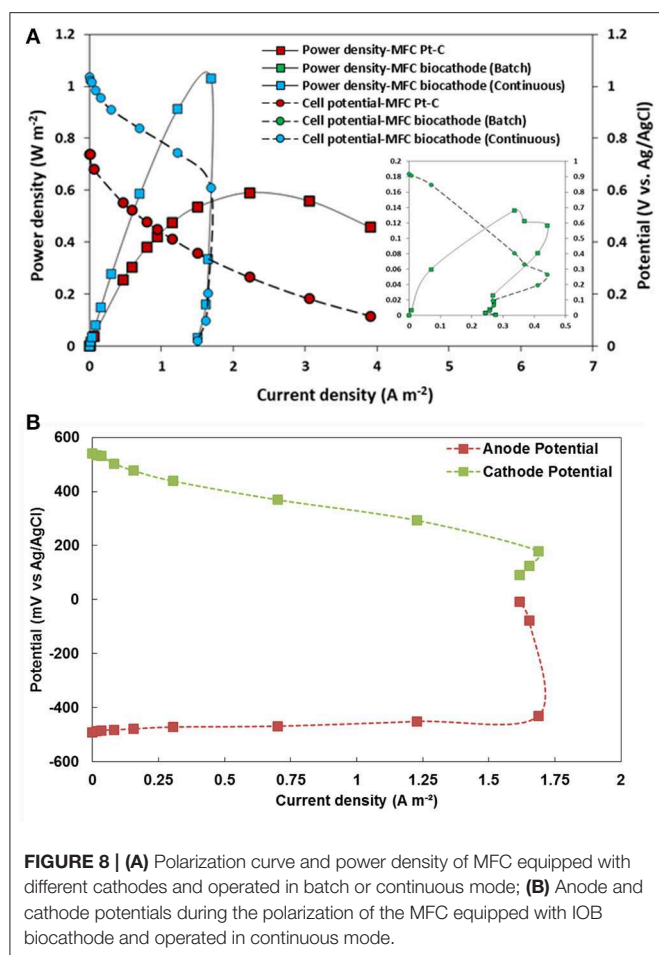 A
Power density-MFC Pt-C
Power density-MFC biocathode (Batch)
Power density-MFC biocathode (Continuous)
Cell potential-MFC Pt-C
Cell potential-MFC biocathode (Batch)
Cell potential-MFC biocathode (Continuous)
Power density (W m⁻²)
1.2
1
0.8
0.6
0.4
0.2
0
0 1 2 3 4 5 6 7
Current density (A m⁻²)
1.2
1
0.8
0.6
0.4
0.2
0
Potential (V vs. Ag/AgCl)
0.2
0.18
0.16
0.14
0.12
0.1
0.08
0.06
0.04
0.02
0
0 0.1 0.2 0.3 0.4 0.5
1
0.9
0.8
0.7
0.6
0.5
0.4
0.3
0.2
0.1
0
B
Anode Potential
Cathode Potential
Potential (mV vs Ag/AgCl)
600
400
200
0
-200
-400
-600
0 0.25 0.5 0.75 1 1.25 1.5 1.75 2
Current density (A m⁻²)
FIGURE 8 | (A) Polarization curve and power density of MFC equipped with
different cathodes and operated in batch or continuous mode; (B) Anode and
cathode potentials during the polarization of the MFC equipped with IOB
biocathode and operated in continuous mode.